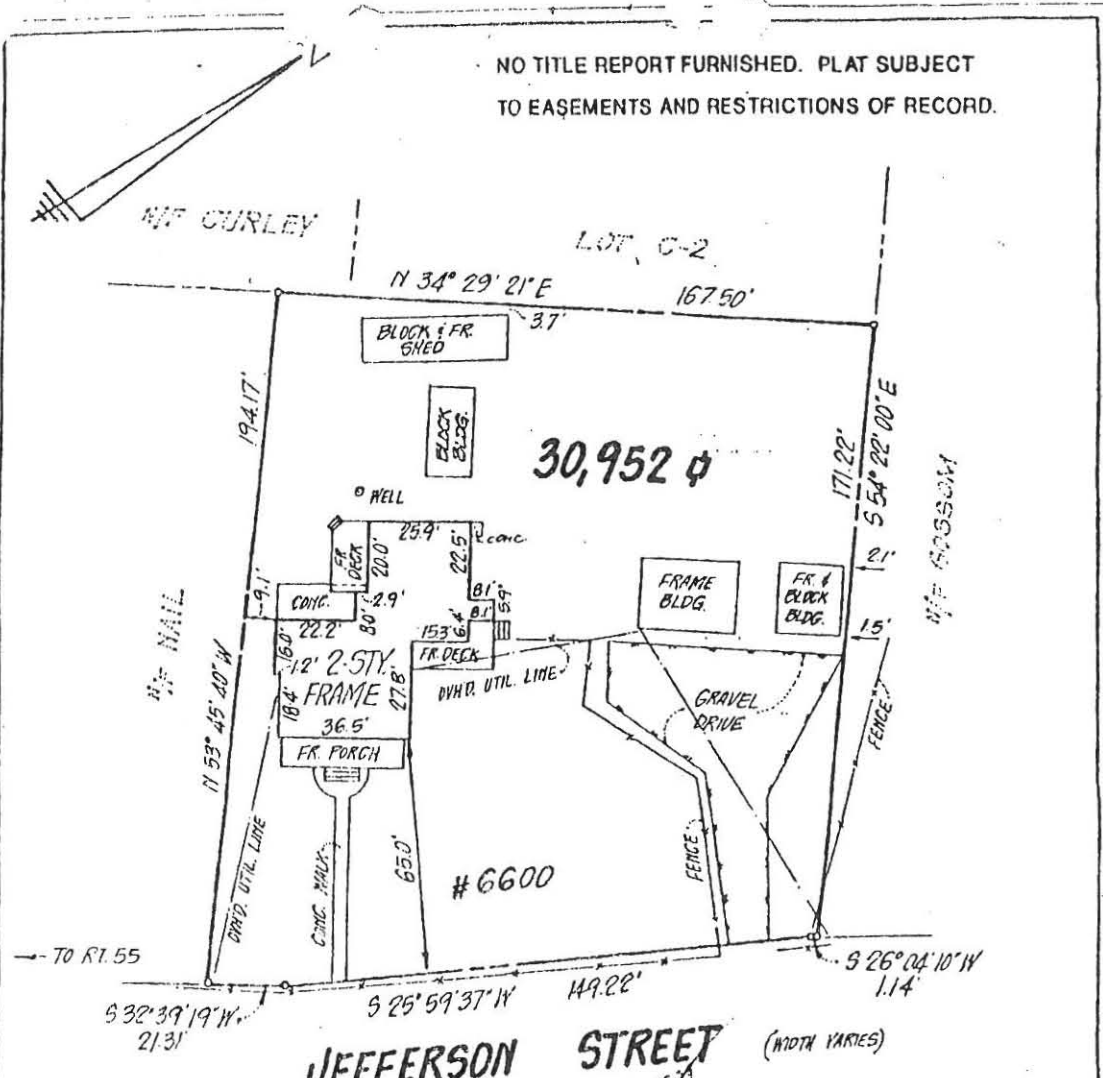 NO TITLE REPORT FURNISHED. PLAT SUBJECT
TO EASEMENTS AND RESTRICTIONS OF RECORD.
N/F CURLEY
LOT C-2
N 34° 29' 21" E
167.50'
3.7'
BLOCK & FR.
SHED
194.17'
BLOCK
BLDG.
30,952
171.22'
S 54° 22' 00" E
N/F GOSSOM
WELL
25.9'
CONC.
FR.
DECK
20.0'
22.5'
2.1'
FRAME
BLDG.
FR. &
BLOCK
BLDG.
9.1'
CONC.
2.9'
8.1'
5.9'
N/F NAIL
22.2'
8.0'
8.1'
1.5'
16.0'
15.3'
6.4'
FR. DECK
1.2'
2-STY.
FRAME
18.4'
27.8'
OVHD. UTIL. LINE
GRAVEL
DRIVE
FENCE
36.5'
FR. PORCH
N 53° 45' 40" W
OVHD. UTIL. LINE
CONC. WALK
65.0'
# 6600
FENCE
TO RT. 55
S 26° 04' 10" W
1.14'
S 32° 39' 19" W
21.31'
S 25° 59' 37" W
149.22'
JEFFERSON STREET (WIDTH VARIES)